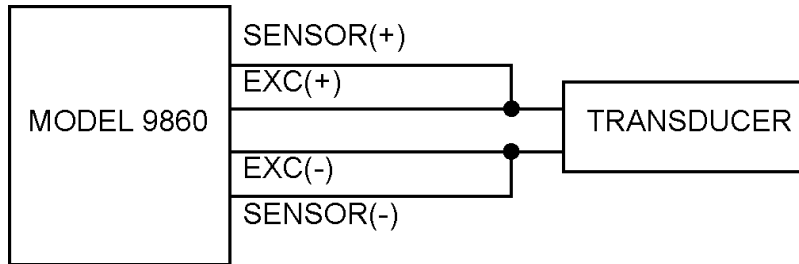 SENSOR(+)
EXC(+)
MODEL 9860
TRANSDUCER
EXC(-)
SENSOR(-)